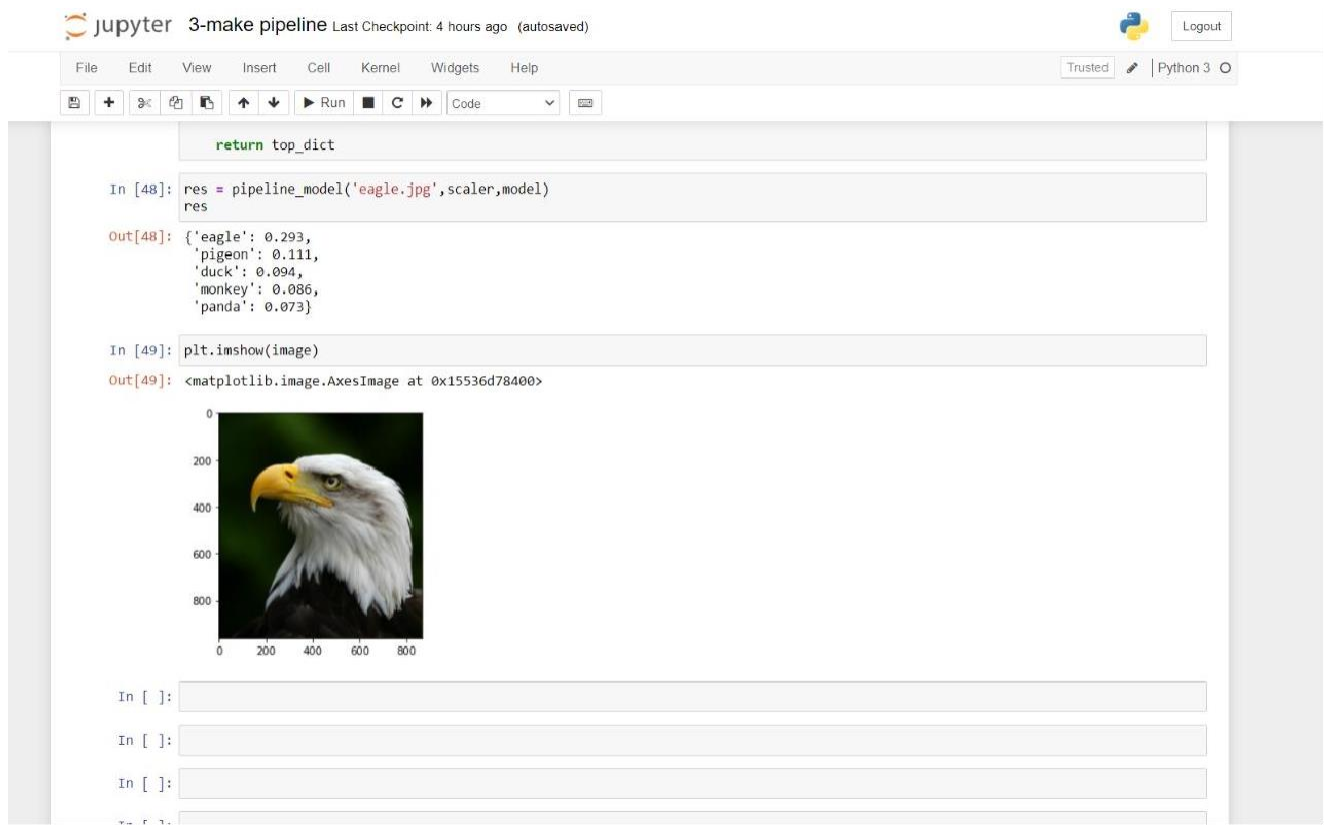 jupyter 3-make pipeline Last Checkpoint: 4 hours ago (autosaved)
Logout
File Edit View Insert Cell Kernel Widgets Help
Trusted Python 3
Run Code
return top_dict
In [48]: res = pipeline_model('eagle.jpg',scaler,model)
res
Out[48]: {'eagle': 0.293,
'pigeon': 0.111,
'duck': 0.094,
'monkey': 0.086,
'panda': 0.073}
In [49]: plt.imshow(image)
Out[49]: <matplotlib.image.AxesImage at 0x15536d78400>
0
200
400
600
800
0 200 400 600 800
In [ ]:
In [ ]:
In [ ]: